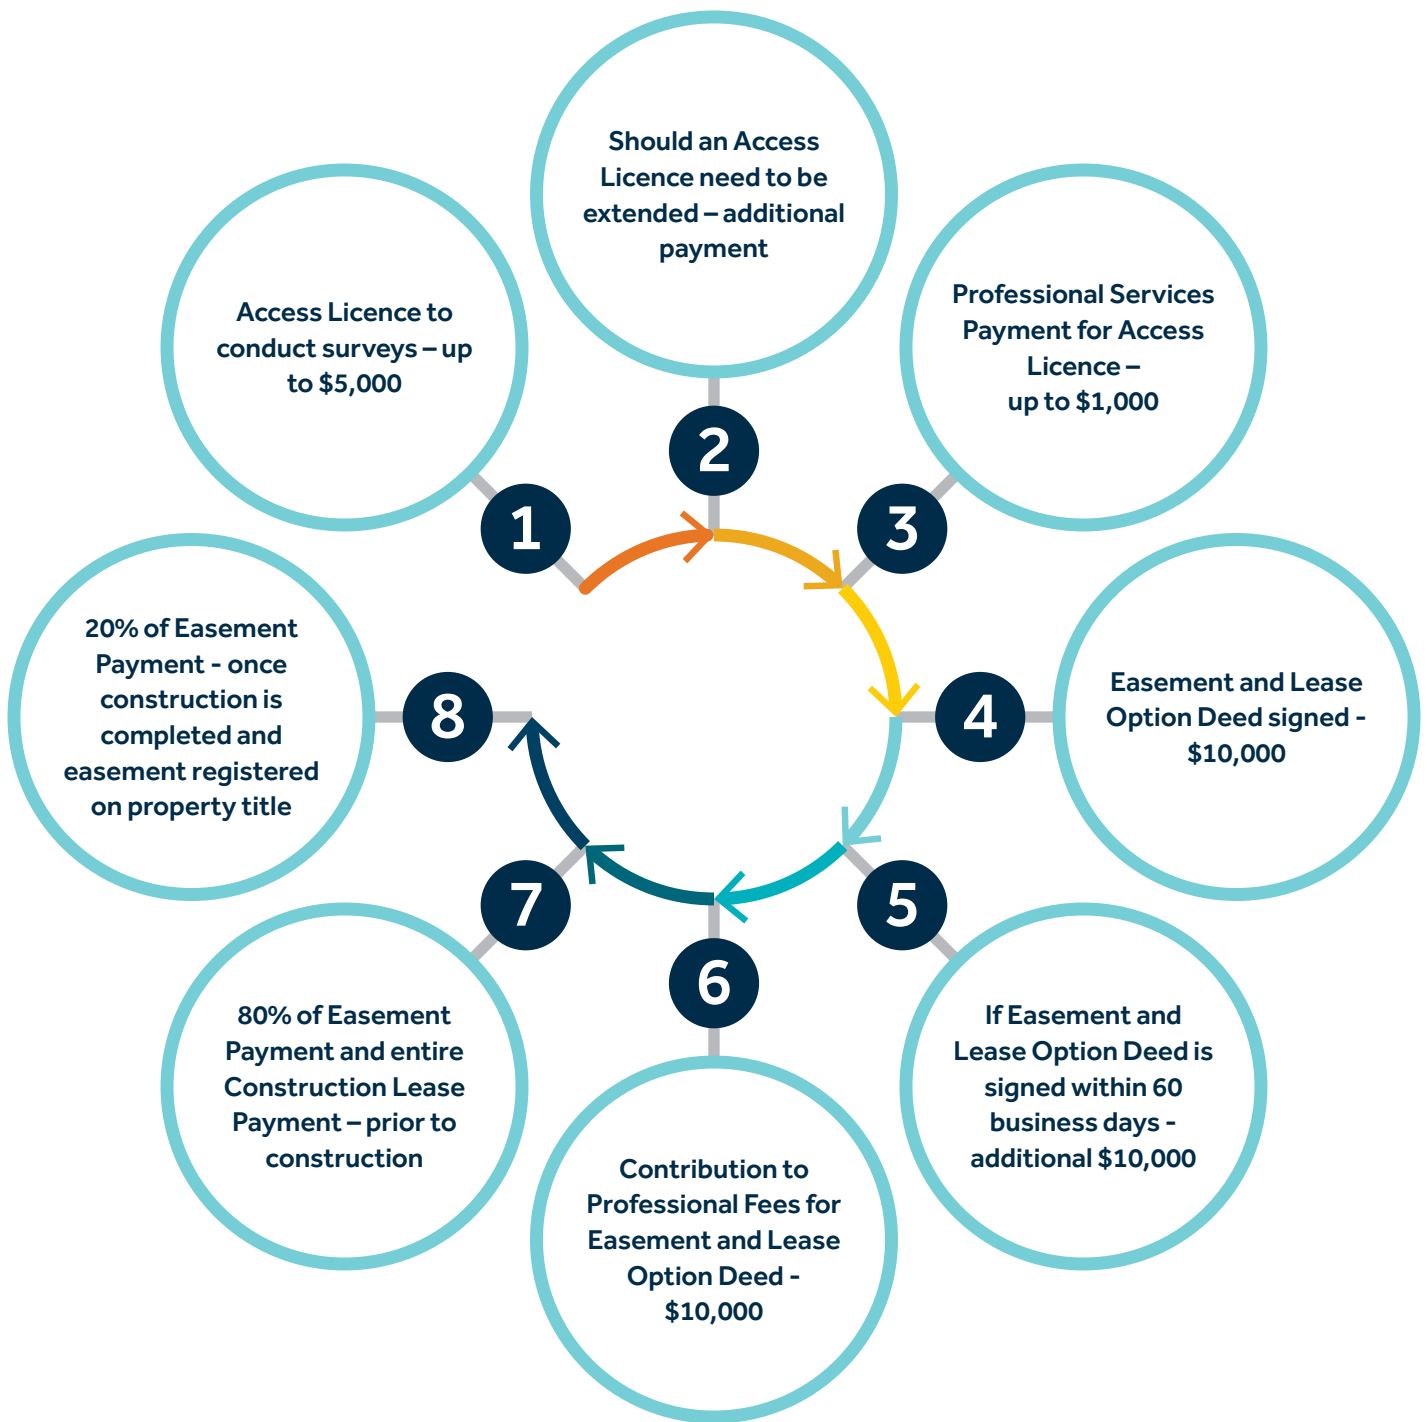 1
Access Licence to
conduct surveys – up
to $5,000
2
Should an Access
Licence need to be
extended – additional
payment
3
Professional Services
Payment for Access
Licence –
up to $1,000
4
Easement and Lease
Option Deed signed -
$10,000
5
If Easement and
Lease Option Deed is
signed within 60
business days -
additional $10,000
6
Contribution to
Professional Fees for
Easement and Lease
Option Deed -
$10,000
7
80% of Easement
Payment and entire
Construction Lease
Payment – prior to
construction
8
20% of Easement
Payment - once
construction is
completed and
easement registered
on property title